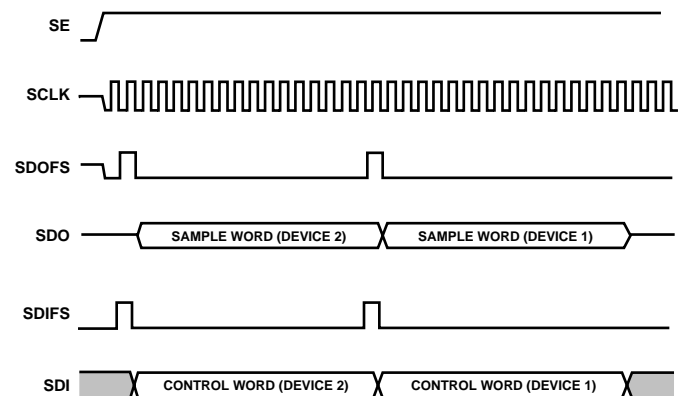 SE
SCLK
SDOFS
SDO SAMPLE WORD (DEVICE 2) SAMPLE WORD (DEVICE 1)
SDIFS
SDI CONTROL WORD (DEVICE 2) CONTROL WORD (DEVICE 1)